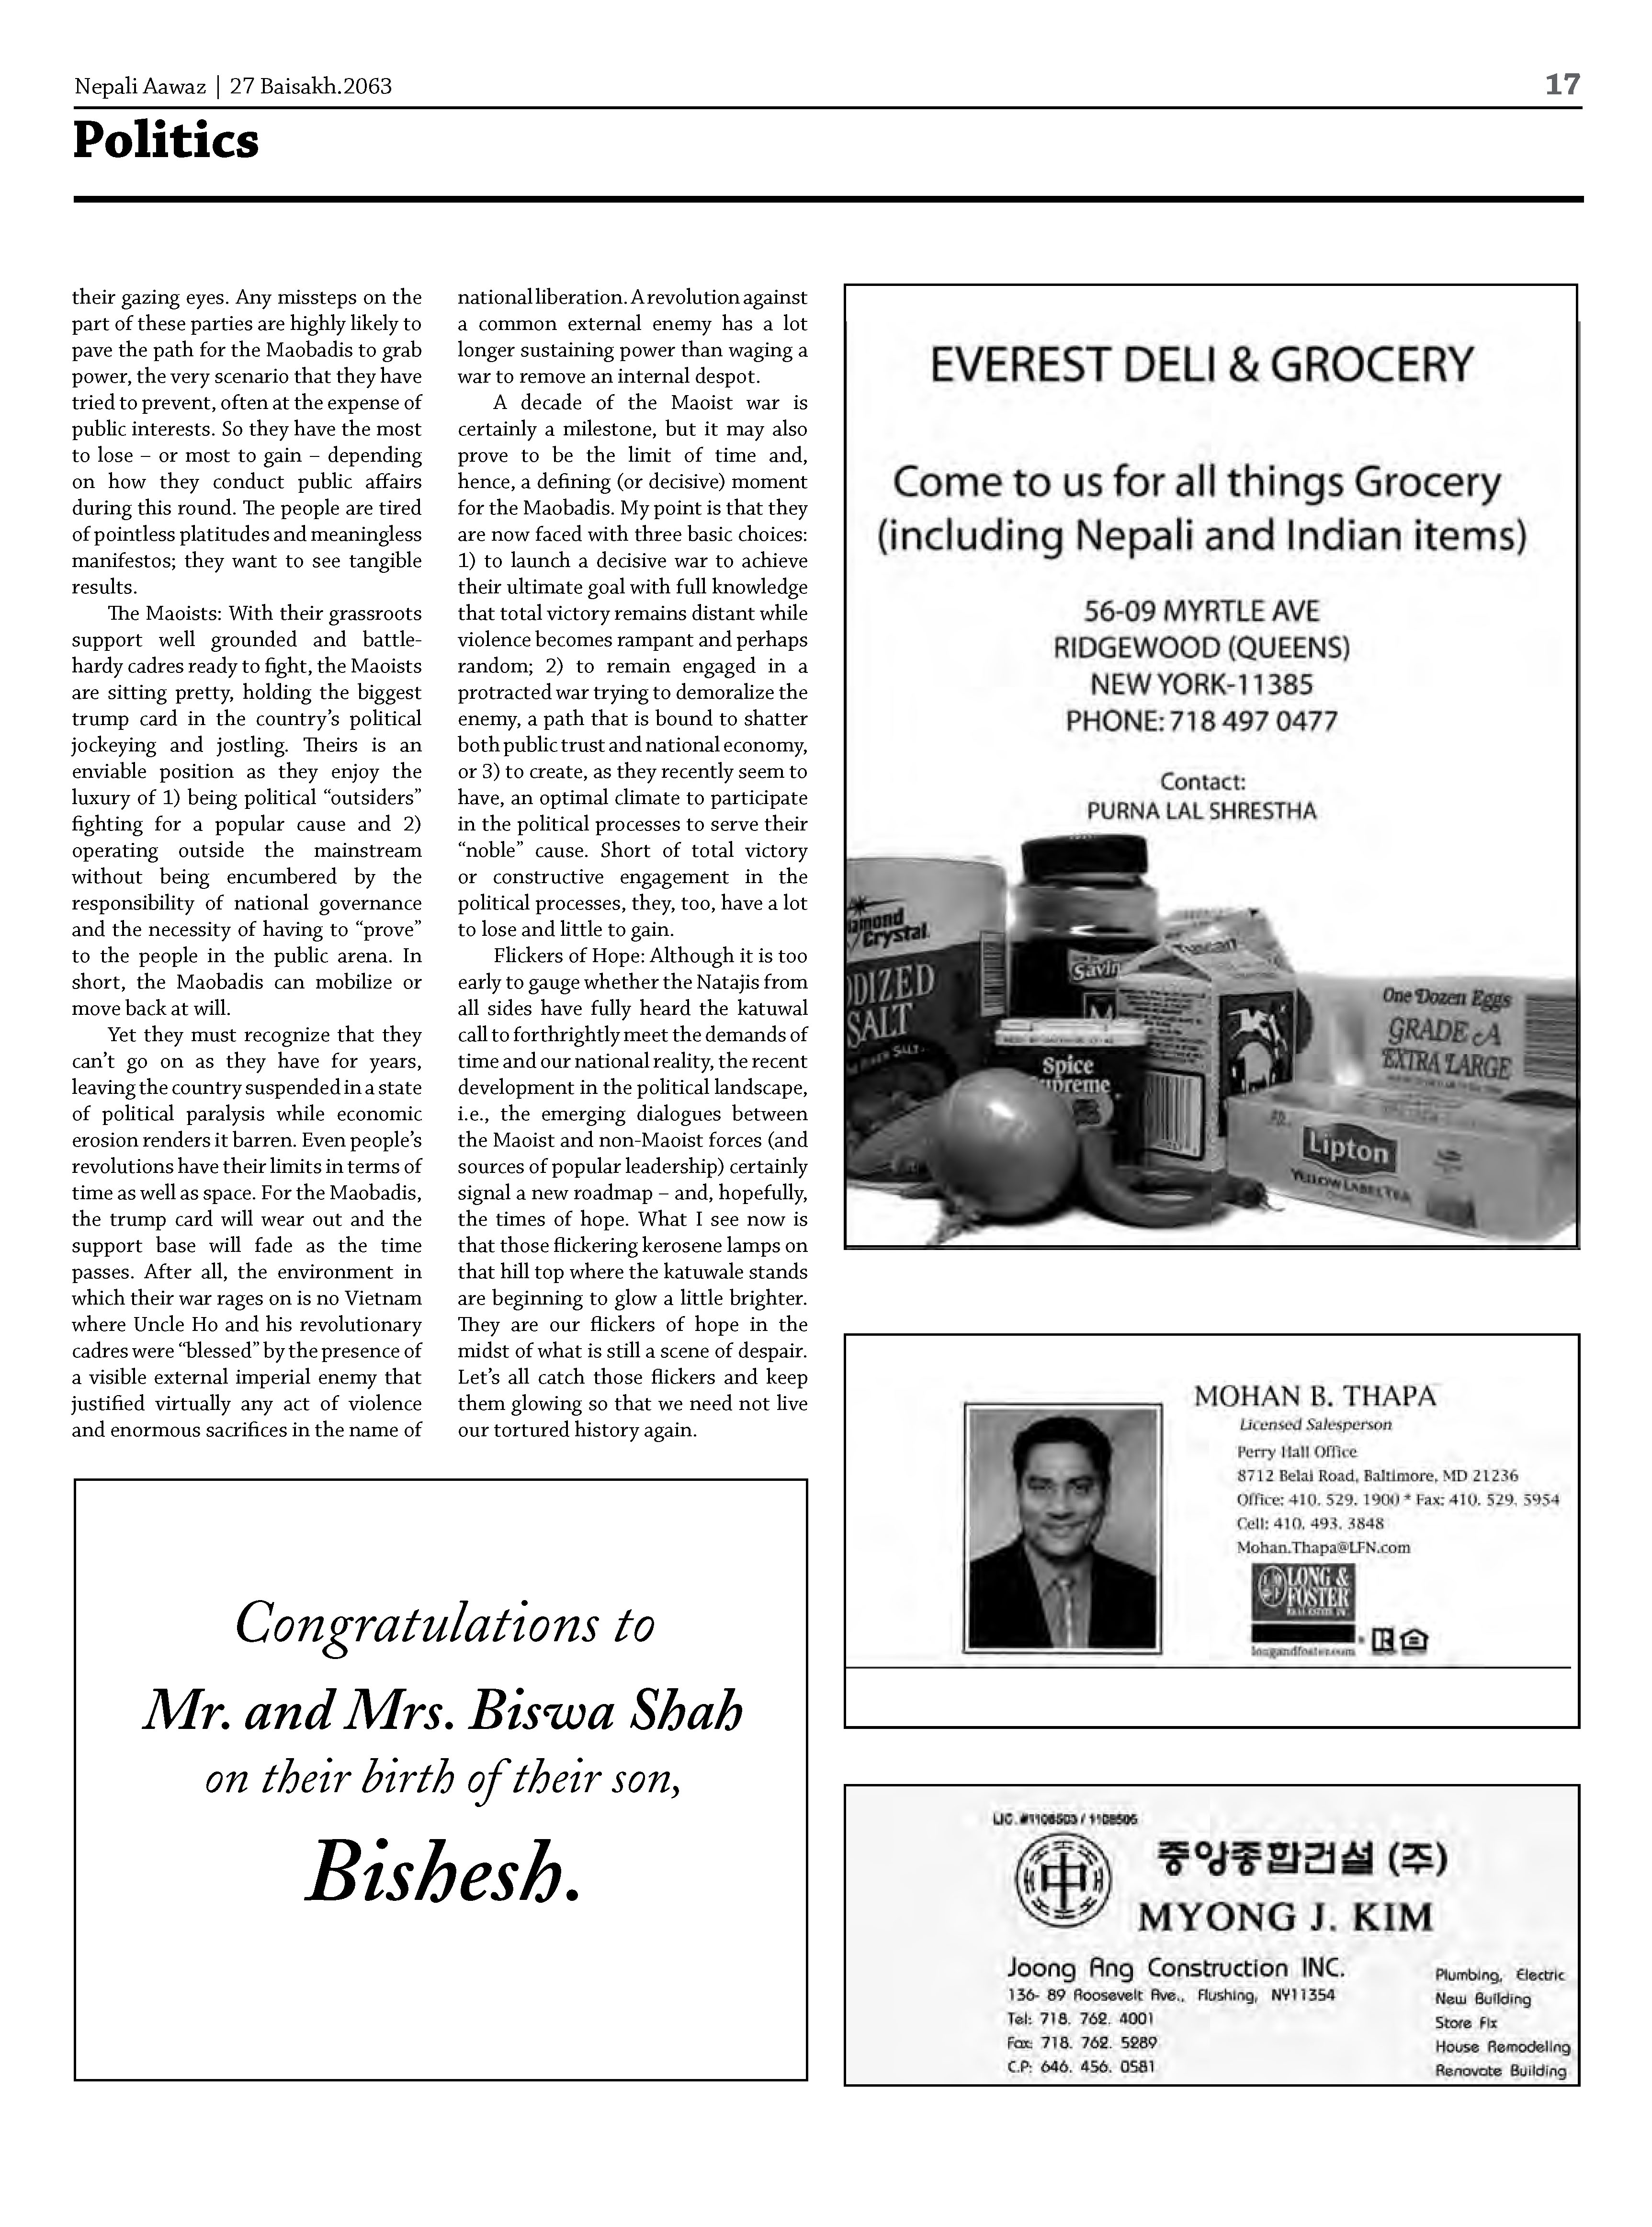 Nepali Aawaz | 27 Baisakh.2063
17
Politics
their gazing eyes. Any missteps on the
part of these parties are highly likely to
pave the path for the Maobadis to grab
power, the very scenario that they have
tried to prevent, often at the expense of
public interests. So they have the most
to lose – or most to gain – depending
on how they conduct public affairs
during this round. The people are tired
of pointless platitudes and meaningless
manifestos; they want to see tangible
results.
The Maoists: With their grassroots
support well grounded and battle-
hardy cadres ready to fight, the Maoists
are sitting pretty, holding the biggest
trump card in the country's political
jockeying and jostling. Theirs is an
enviable position as they enjoy the
luxury of 1) being political “outsiders”
fighting for a popular cause and 2)
operating outside the mainstream
without being encumbered by the
responsibility of national governance
and the necessity of having to “prove”
to the people in the public arena. In
short, the Maobadis can mobilize or
move back at will.
Yet they must recognize that they
can't go on as they have for years,
leaving the country suspended in a state
of political paralysis while economic
erosion renders it barren. Even people's
revolutions have their limits in terms of
time as well as space. For the Maobadis,
the trump card will wear out and the
support base will fade as the time
passes. After all, the environment in
which their war rages on is no Vietnam
where Uncle Ho and his revolutionary
cadres were “blessed” by the presence of
a visible external imperial enemy that
justified virtually any act of violence
and enormous sacrifices in the name of
national liberation. A revolution against
a common external enemy has a lot
longer sustaining power than waging a
war to remove an internal despot.
A decade of the Maoist war is
certainly a milestone, but it may also
prove to be the limit of time and,
hence, a defining (or decisive) moment
for the Maobadis. My point is that they
are now faced with three basic choices:
1) to launch a decisive war to achieve
their ultimate goal with full knowledge
that total victory remains distant while
violence becomes rampant and perhaps
random; 2) to remain engaged in a
protracted war trying to demoralize the
enemy, a path that is bound to shatter
both public trust and national economy,
or 3) to create, as they recently seem to
have, an optimal climate to participate
in the political processes to serve their
“noble” cause. Short of total victory
or constructive engagement in the
political processes, they, too, have a lot
to lose and little to gain.
Flickers of Hope: Although it is too
early to gauge whether the Natajis from
all sides have fully heard the katuwal
call to forthrightly meet the demands of
time and our national reality, the recent
development in the political landscape,
i.e., the emerging dialogues between
the Maoist and non-Maoist forces (and
sources of popular leadership) certainly
signal a new roadmap – and, hopefully,
the times of hope. What I see now is
that those flickering kerosene lamps on
that hill top where the katuwale stands
are beginning to glow a little brighter.
They are our flickers of hope in the
midst of what is still a scene of despair.
Let's all catch those flickers and keep
them glowing so that we need not live
our tortured history again.
Congratulations to
Mr. and Mrs. Biswa Shah
on their birth of their son,
Bishesh.
EVEREST DELI & GROCERY
Come to us for all things Grocery
(including Nepali and Indian items)
56-09 MYRTLE AVE
RIDGEWOOD (QUEENS)
NEW YORK-11385
PHONE: 718 497 0477
Contact:
PURNA LAL SHRESTHA
amond
Crystal
DIZED
SALT
Savin
Spice
upreme
One Dozen Eggs
GRADE A
EXTRA LARGE
Lipton
YELLOW LABEL TEA
MOHAN B. THAPA
Licensed Salesperson
Perry Hall Office
8712 Belai Road, Baltimore, MD 21236
Office: 410. 529. 1900 * Fax: 410. 529. 5954
Cell: 410. 493. 3848
Mohan.Thapa@LFN.com
LONG &
FOSTER
REAL ESTATE, INC.
longandfoster.com
LIC. #1108503 / 1108505
중앙종합건설 (주)
中
MYONG J. KIM
Joong Ang Construction INC.
136- 89 Roosevelt Ave., Flushing, NY11354
Tel: 718. 762. 4001
Fax: 718. 762. 5289
C.P: 646. 456. 0581
Plumbing, Electric
New Building
Store Fix
House Remodeling
Renovate Building